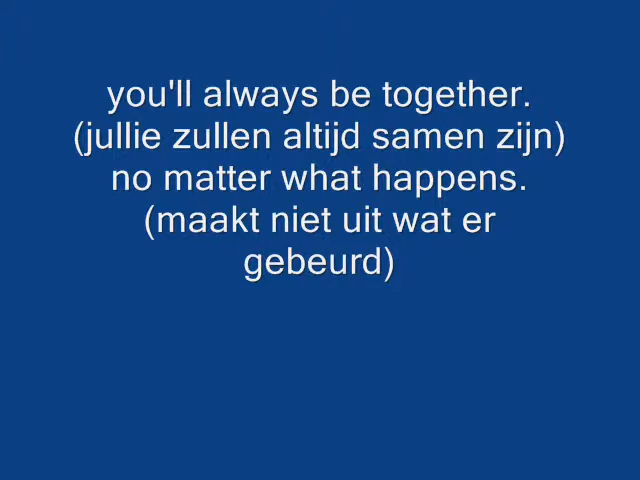 you'll always be together.
(jullie zullen altijd samen zijn)
no matter what happens.
(maakt niet uit wat er
gebeurd)